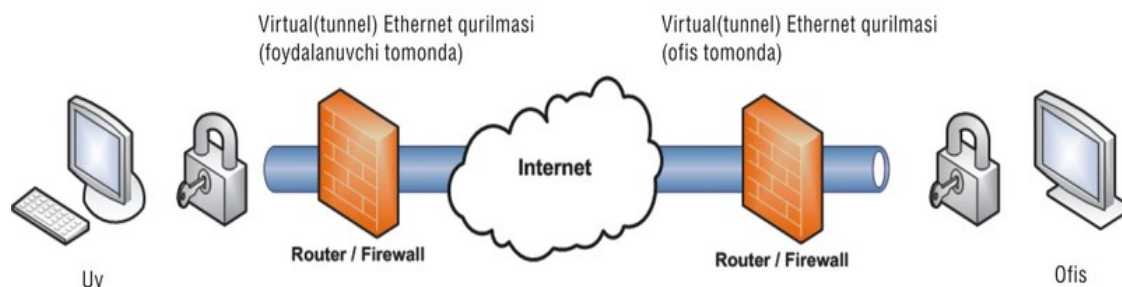 Virtual(tunnel) Ethernet qurilmasi
(foydalanuvchi tomonda)
Virtual(tunnel) Ethernet qurilmasi
(ofis tomonda)
Internet
Router / Firewall
Router / Firewall
Uy
Ofis